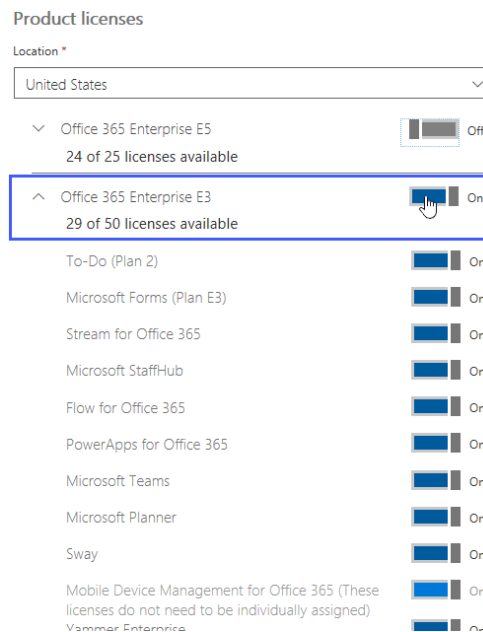 Product licenses
Location *
United States
Office 365 Enterprise E5 Off
24 of 25 licenses available
Office 365 Enterprise E3 On
29 of 50 licenses available
To-Do (Plan 2) On
Microsoft Forms (Plan E3) On
Stream for Office 365 On
Microsoft StaffHub On
Flow for Office 365 On
PowerApps for Office 365 On
Microsoft Teams On
Microsoft Planner On
Sway On
Mobile Device Management for Office 365 (These On
licenses do not need to be individually assigned)
Yammer Enterprise On